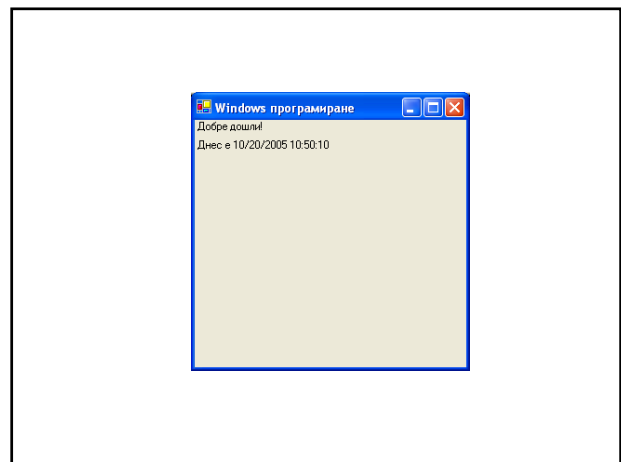 Windows програмиране
Добре дошли!
Днес е 10/20/2005 10:50:10